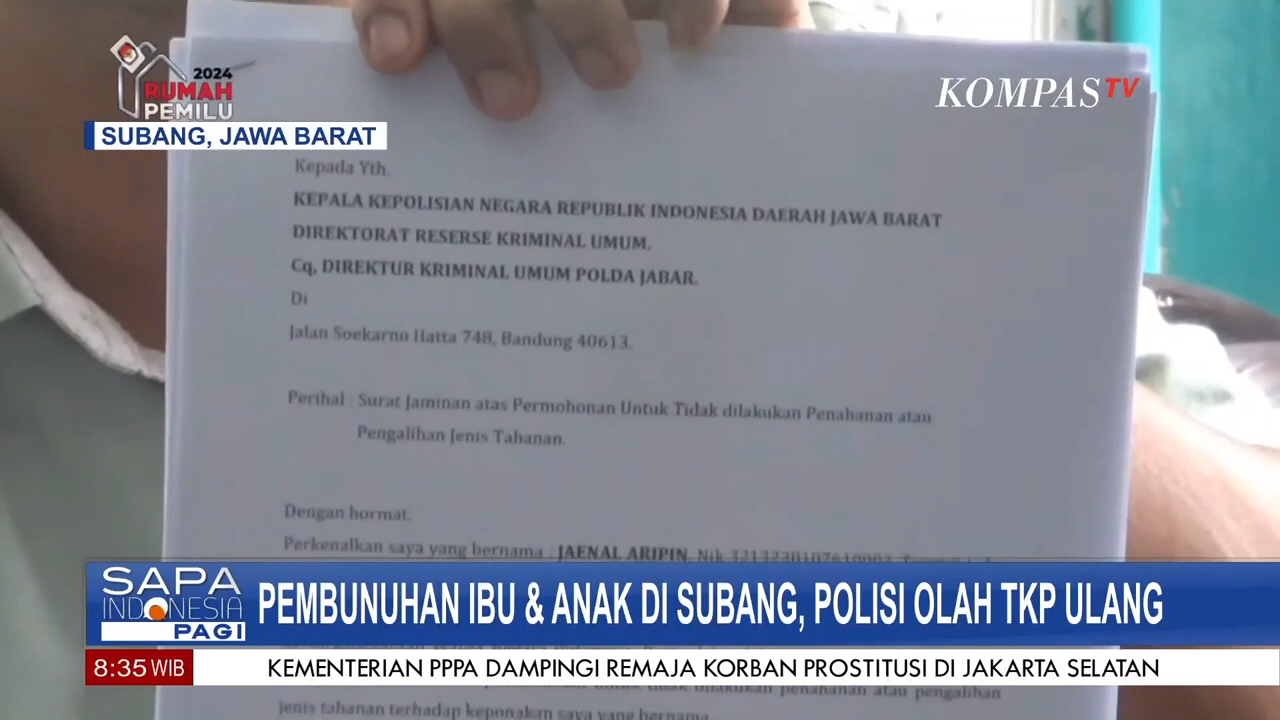 2024
RUMAH
PEMILU
KOMPASTV
SUBANG, JAWA BARAT
Kepada Yth.
KEPALA KEPOLISIAN NEGARA REPUBLIK INDONESIA DAERAH JAWA BARAT
DIREKTORAT RESERSE KRIMINAL UMUM.
Cq, DIREKTUR KRIMINAL UMUM POLDA JABAR.
Di
Jalan Soekarno Hatta 748, Bandung 40613.
Perihal : Surat Jaminan atas Permohonan Untuk Tidak dilakukan Penahanan atau
Pengalihan Jenis Tahanan.
Dengan hormat.
Perkenalkan saya yang bernama : JAENAL ARIPIN, Nik
SAPA
INDONESIA
PAGI
PEMBUNUHAN IBU & ANAK DI SUBANG, POLISI OLAH TKP ULANG
8:35 WIB
KEMENTERIAN PPPA DAMPINGI REMAJA KORBAN PROSTITUSI DI JAKARTA SELATAN
penahanan atau pengalihan
jenis tahanan terhadap keponakan saya yang bernama